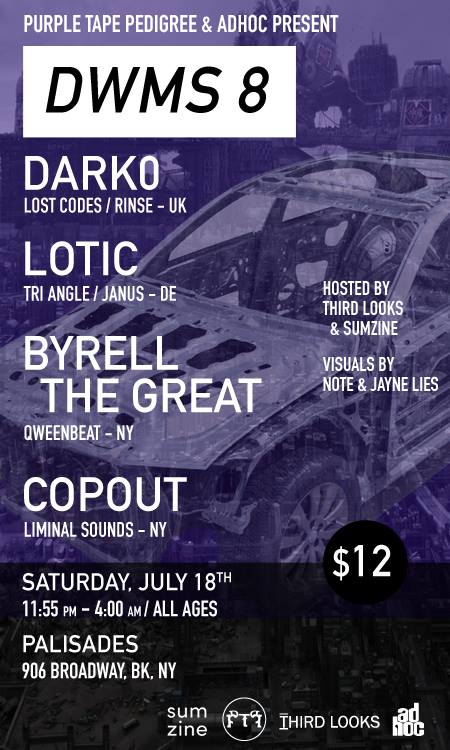 PURPLE TAPE PEDIGREE & ADHOC PRESENT
DWMS 8
DARK0
LOST CODES / RINSE - UK
LOTIC
TRI ANGLE / JANUS - DE
HOSTED BY
THIRD LOOKS
& SUMZINE
VISUALS BY
NOTE & JAYNE LIES
BYRELL
THE GREAT
QWEENBEAT - NY
COPOUT
LIMINAL SOUNDS - NY
$12
SATURDAY, JULY 18TH
11:55 PM - 4:00 AM / ALL AGES
PALISADES
906 BROADWAY, BK, NY
sum
zine
PTP
THIRD LOOKS
ad
hoc